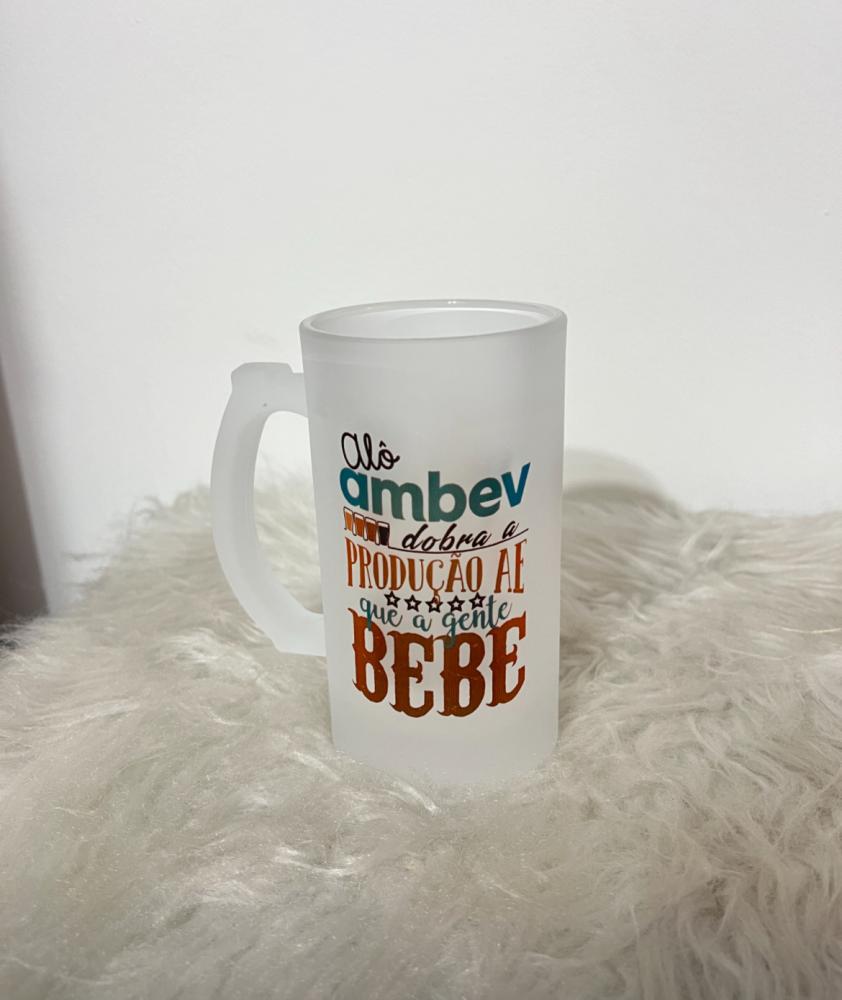 Alô
ambev
dobra a
PRODUÇÃO AE
que a gente
BEBE